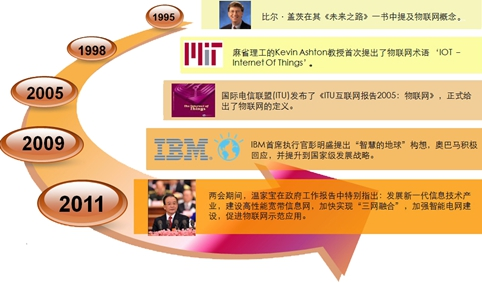 1995
比尔·盖茨在其《未来之路》一书中提及物联网概念。
1998
MIT
麻省理工的Kevin Ashton教授首次提出了物联网术语‘IOT –
Internet Of Things’。
2005
The Internet of
Things
国际电信联盟(ITU)发布了《ITU互联网报告2005：物联网》，正式给
出了物联网的定义。
2009
IBM
IBM首席执行官彭明盛提出“智慧的地球”构想，奥巴马积极
回应，并提升到国家级发展战略。
2011
两会期间，温家宝在政府工作报告中特别指出：发展新一代信息技术产
业，建设高性能宽带信息网，加快实现“三网融合”，加强智能电网建
设，促进物联网示范应用。